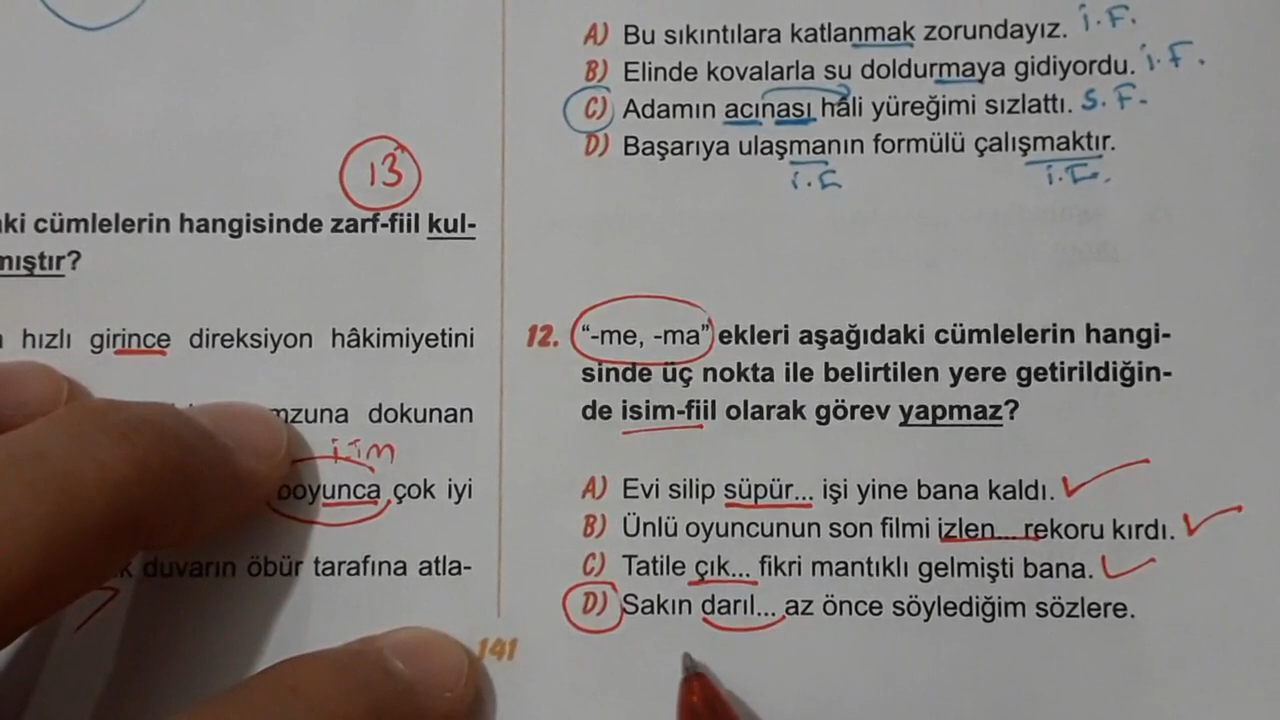 13
ki cümlelerin hangisinde zarf-fiil kul-
mıştır?
hızlı girince direksiyon hâkimiyetini
mzuna dokunan
isim
boyunca çok iyi
k duvarın öbür tarafına atla-
141
A) Bu sıkıntılara katlanmak zorundayız. i.F.
B) Elinde kovalarla su doldurmaya gidiyordu. i.F.
C) Adamın acınası hâli yüreğimi sızlattı. S.F.
D) Başarıya ulaşmanın formülü çalışmaktır.
i.F. i.F.
12. “-me, -ma” ekleri aşağıdaki cümlelerin hangi-
sinde üç nokta ile belirtilen yere getirildiğin-
de isim-fiil olarak görev yapmaz?
A) Evi silip süpür... işi yine bana kaldı.
B) Ünlü oyuncunun son filmi izlen... rekoru kırdı.
C) Tatile çık... fikri mantıklı gelmişti bana.
D) Sakın darıl... az önce söylediğim sözlere.